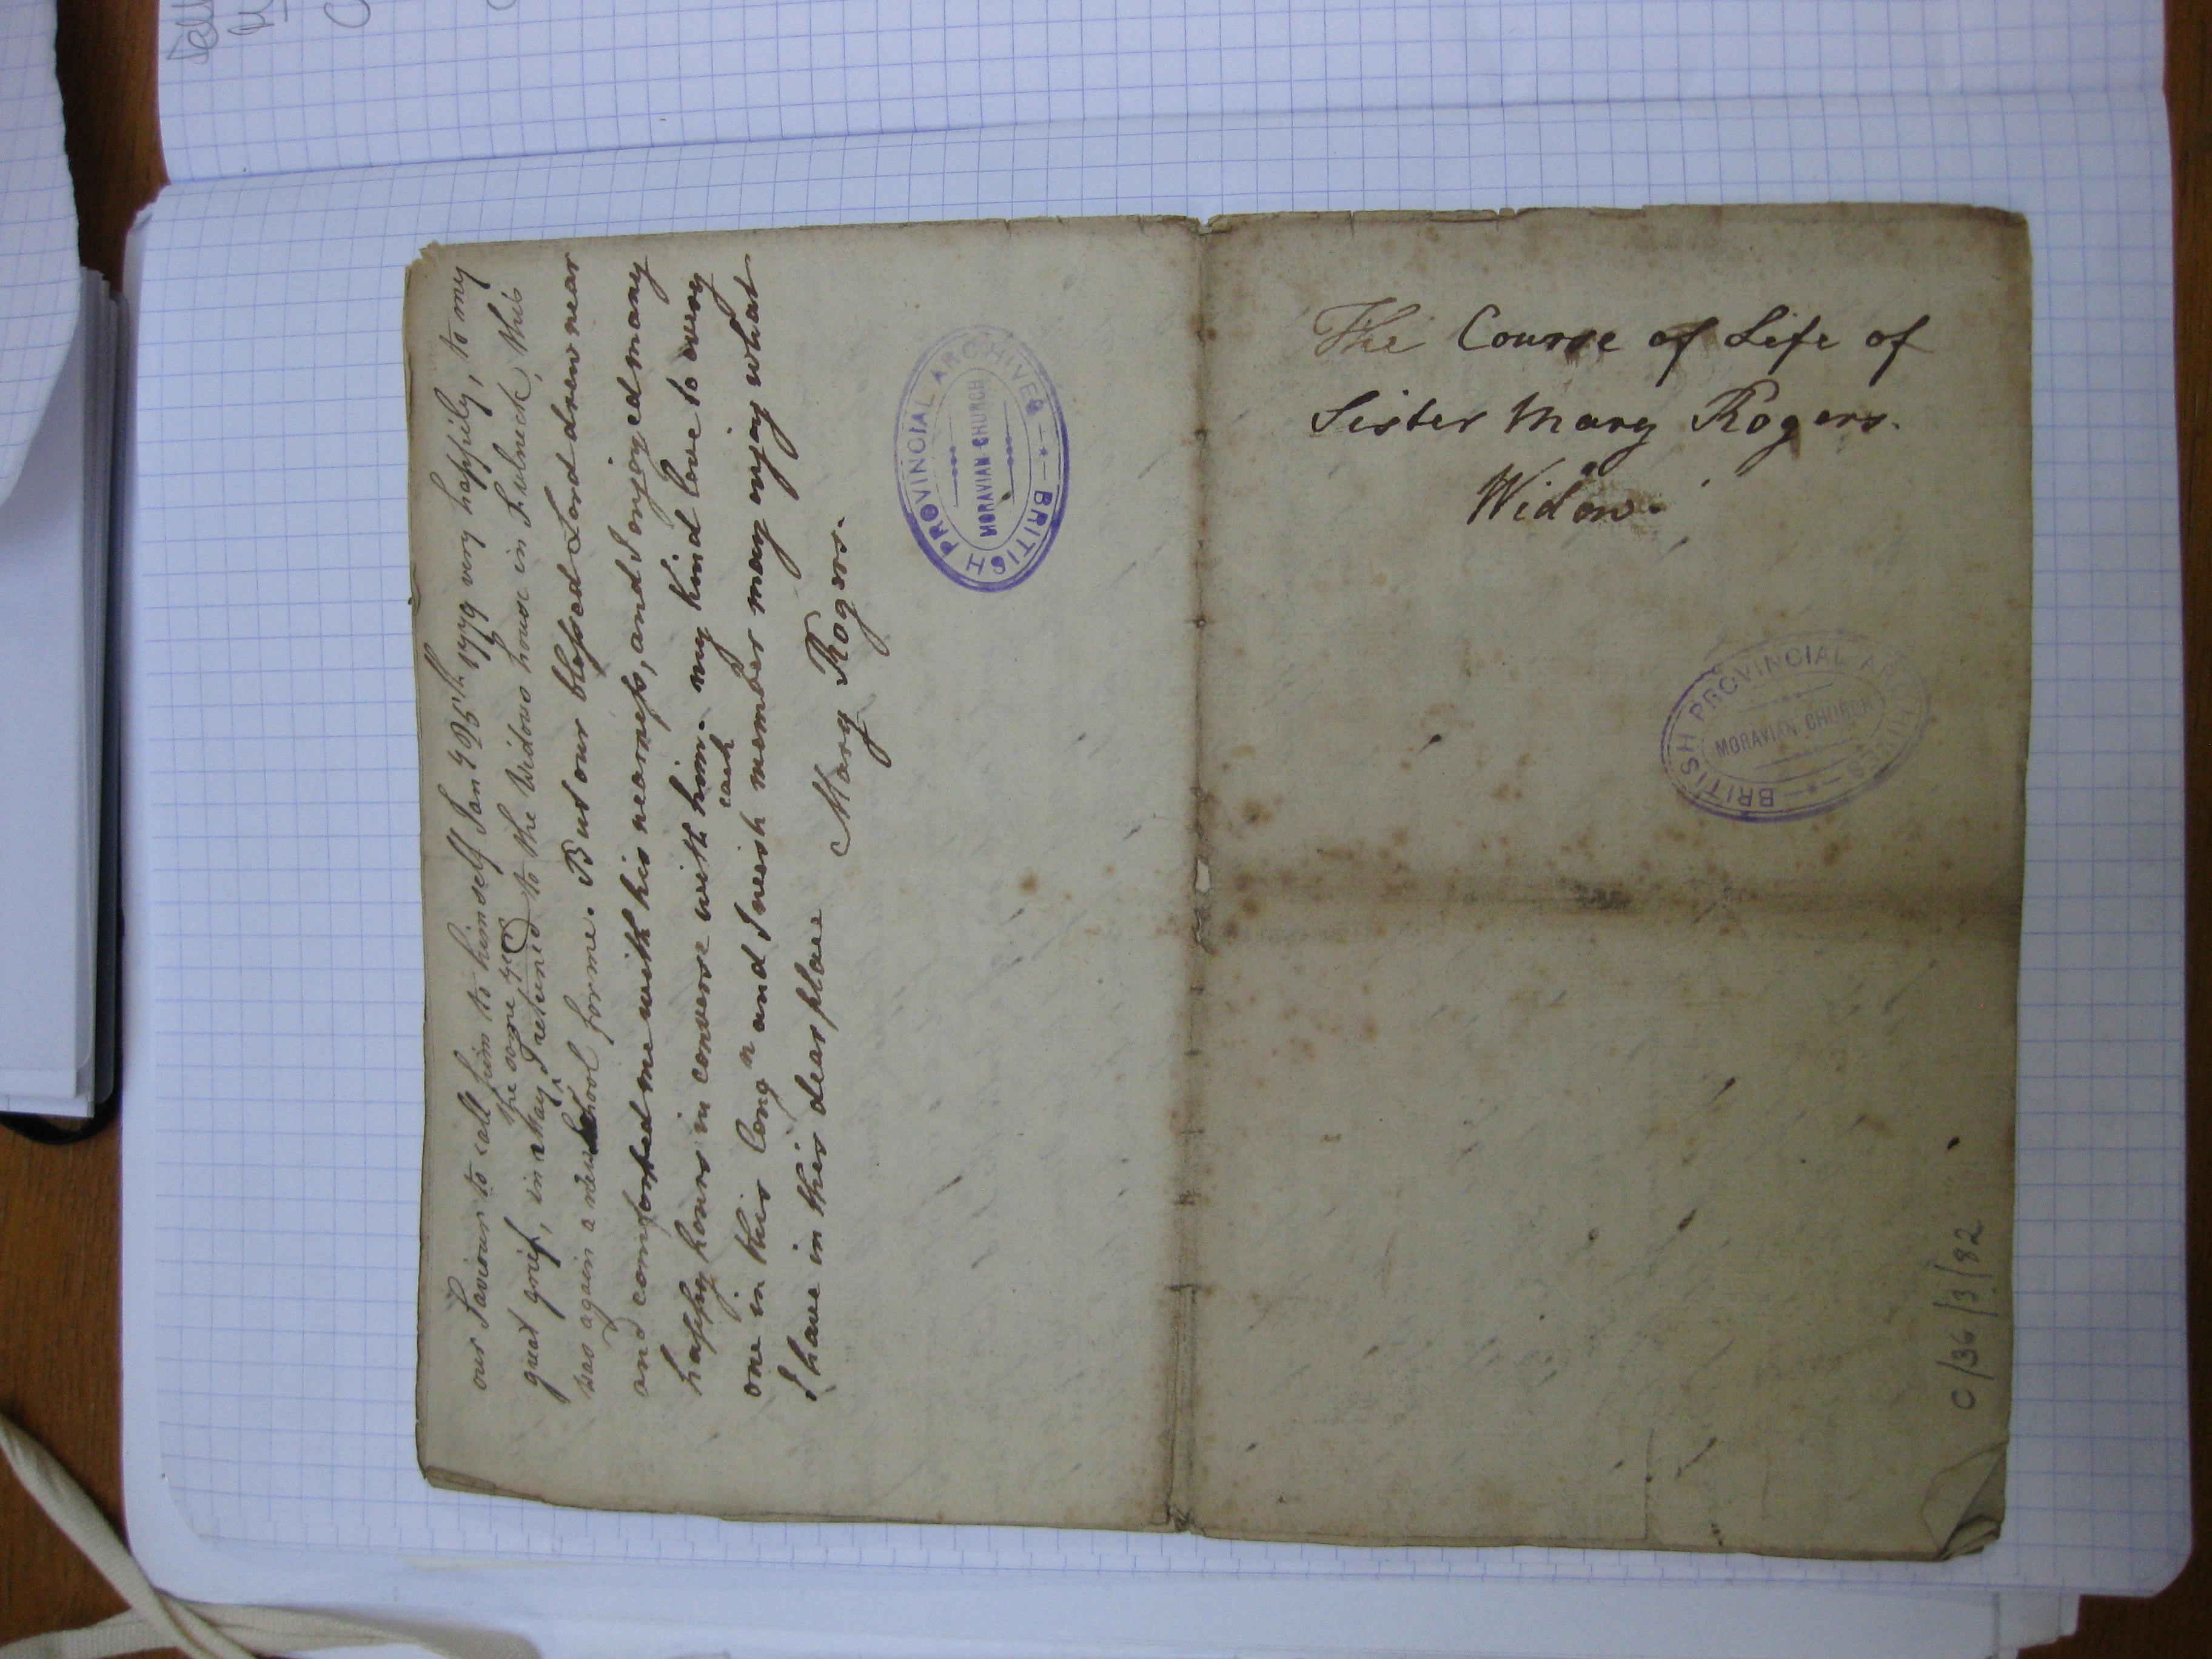 our Saviour to call him to himself Janʸ 25ᵗʰ 1779 very happily, to my
great grief, in May the same year I returned to the Widows house in Fulneck, this
was again a new School for me. But our blessed Lord drew near
and comforted me with his nearness, and I enjoyed many
happy hours in converse with him. my Kind love to every
one in this Congⁿ and I wish each member may enjoy what
I have in this dear place
Mary Rogers.
BRITISH PROVINCIAL ARCHIVES
MORAVIAN CHURCH
The Course of Life of
Sister Mary Rogers.
Widow.
BRITISH PROVINCIAL ARCHIVES
MORAVIAN CHURCH
C/36/3/82